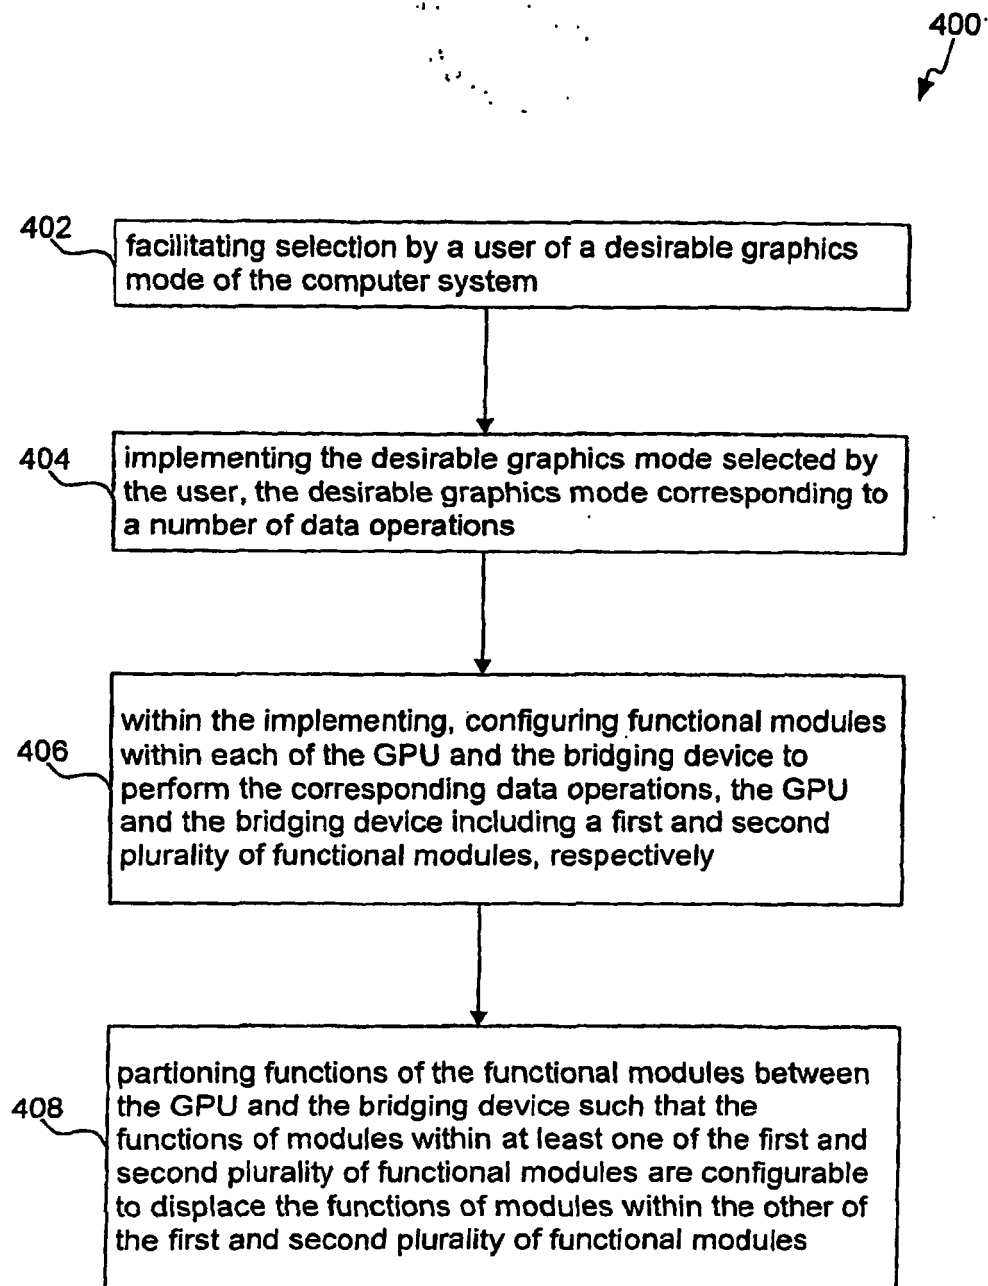 400
402
facilitating selection by a user of a desirable graphics
mode of the computer system
404
implementing the desirable graphics mode selected by
the user, the desirable graphics mode corresponding to
a number of data operations
406
within the implementing, configuring functional modules
within each of the GPU and the bridging device to
perform the corresponding data operations, the GPU
and the bridging device including a first and second
plurality of functional modules, respectively
408
partioning functions of the functional modules between
the GPU and the bridging device such that the
functions of modules within at least one of the first and
second plurality of functional modules are configurable
to displace the functions of modules within the other of
the first and second plurality of functional modules